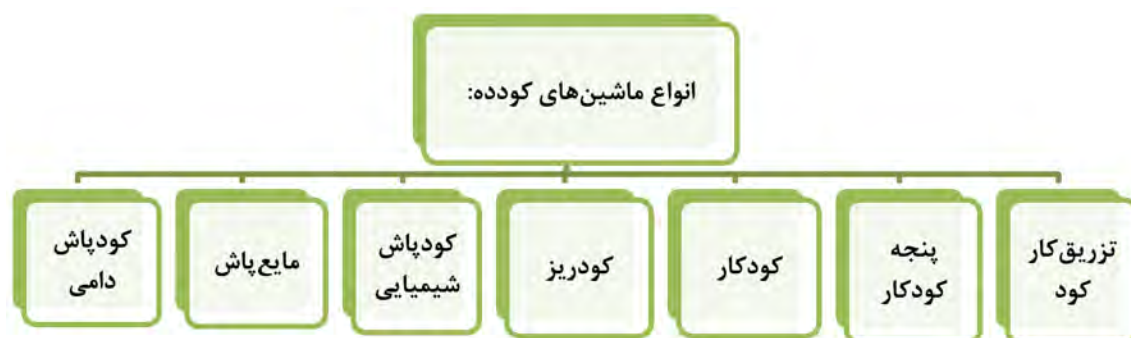 انواع ماشین‌های کودده:
تزریق‌کار
کود
پنجه
کودکار
کودکار
کودریز
کودپاش
شیمیایی
مایع‌پاش
کودپاش
دامی